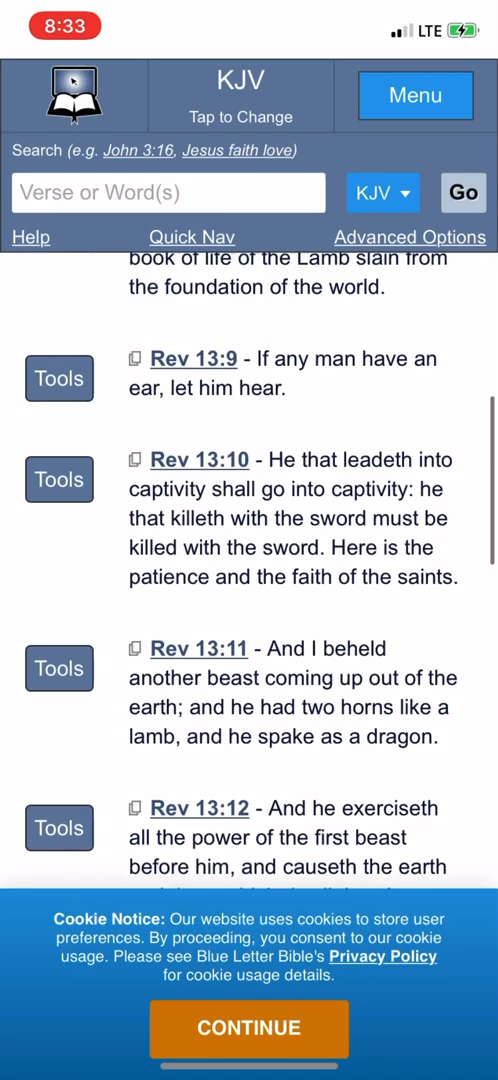 8:33
LTE
KJV
Tap to Change
Menu
Search (e.g. John 3:16, Jesus faith love)
Verse or Word(s)
KJV
Go
Help
Quick Nav
Advanced Options
book of life of the Lamb slain from
the foundation of the world.
Tools
Rev 13:9 - If any man have an
ear, let him hear.
Tools
Rev 13:10 - He that leadeth into
captivity shall go into captivity: he
that killeth with the sword must be
killed with the sword. Here is the
patience and the faith of the saints.
Tools
Rev 13:11 - And I beheld
another beast coming up out of the
earth; and he had two horns like a
lamb, and he spake as a dragon.
Tools
Rev 13:12 - And he exerciseth
all the power of the first beast
before him, and causeth the earth
Cookie Notice: Our website uses cookies to store user
preferences. By proceeding, you consent to our cookie
usage. Please see Blue Letter Bible's Privacy Policy
for cookie usage details.
CONTINUE